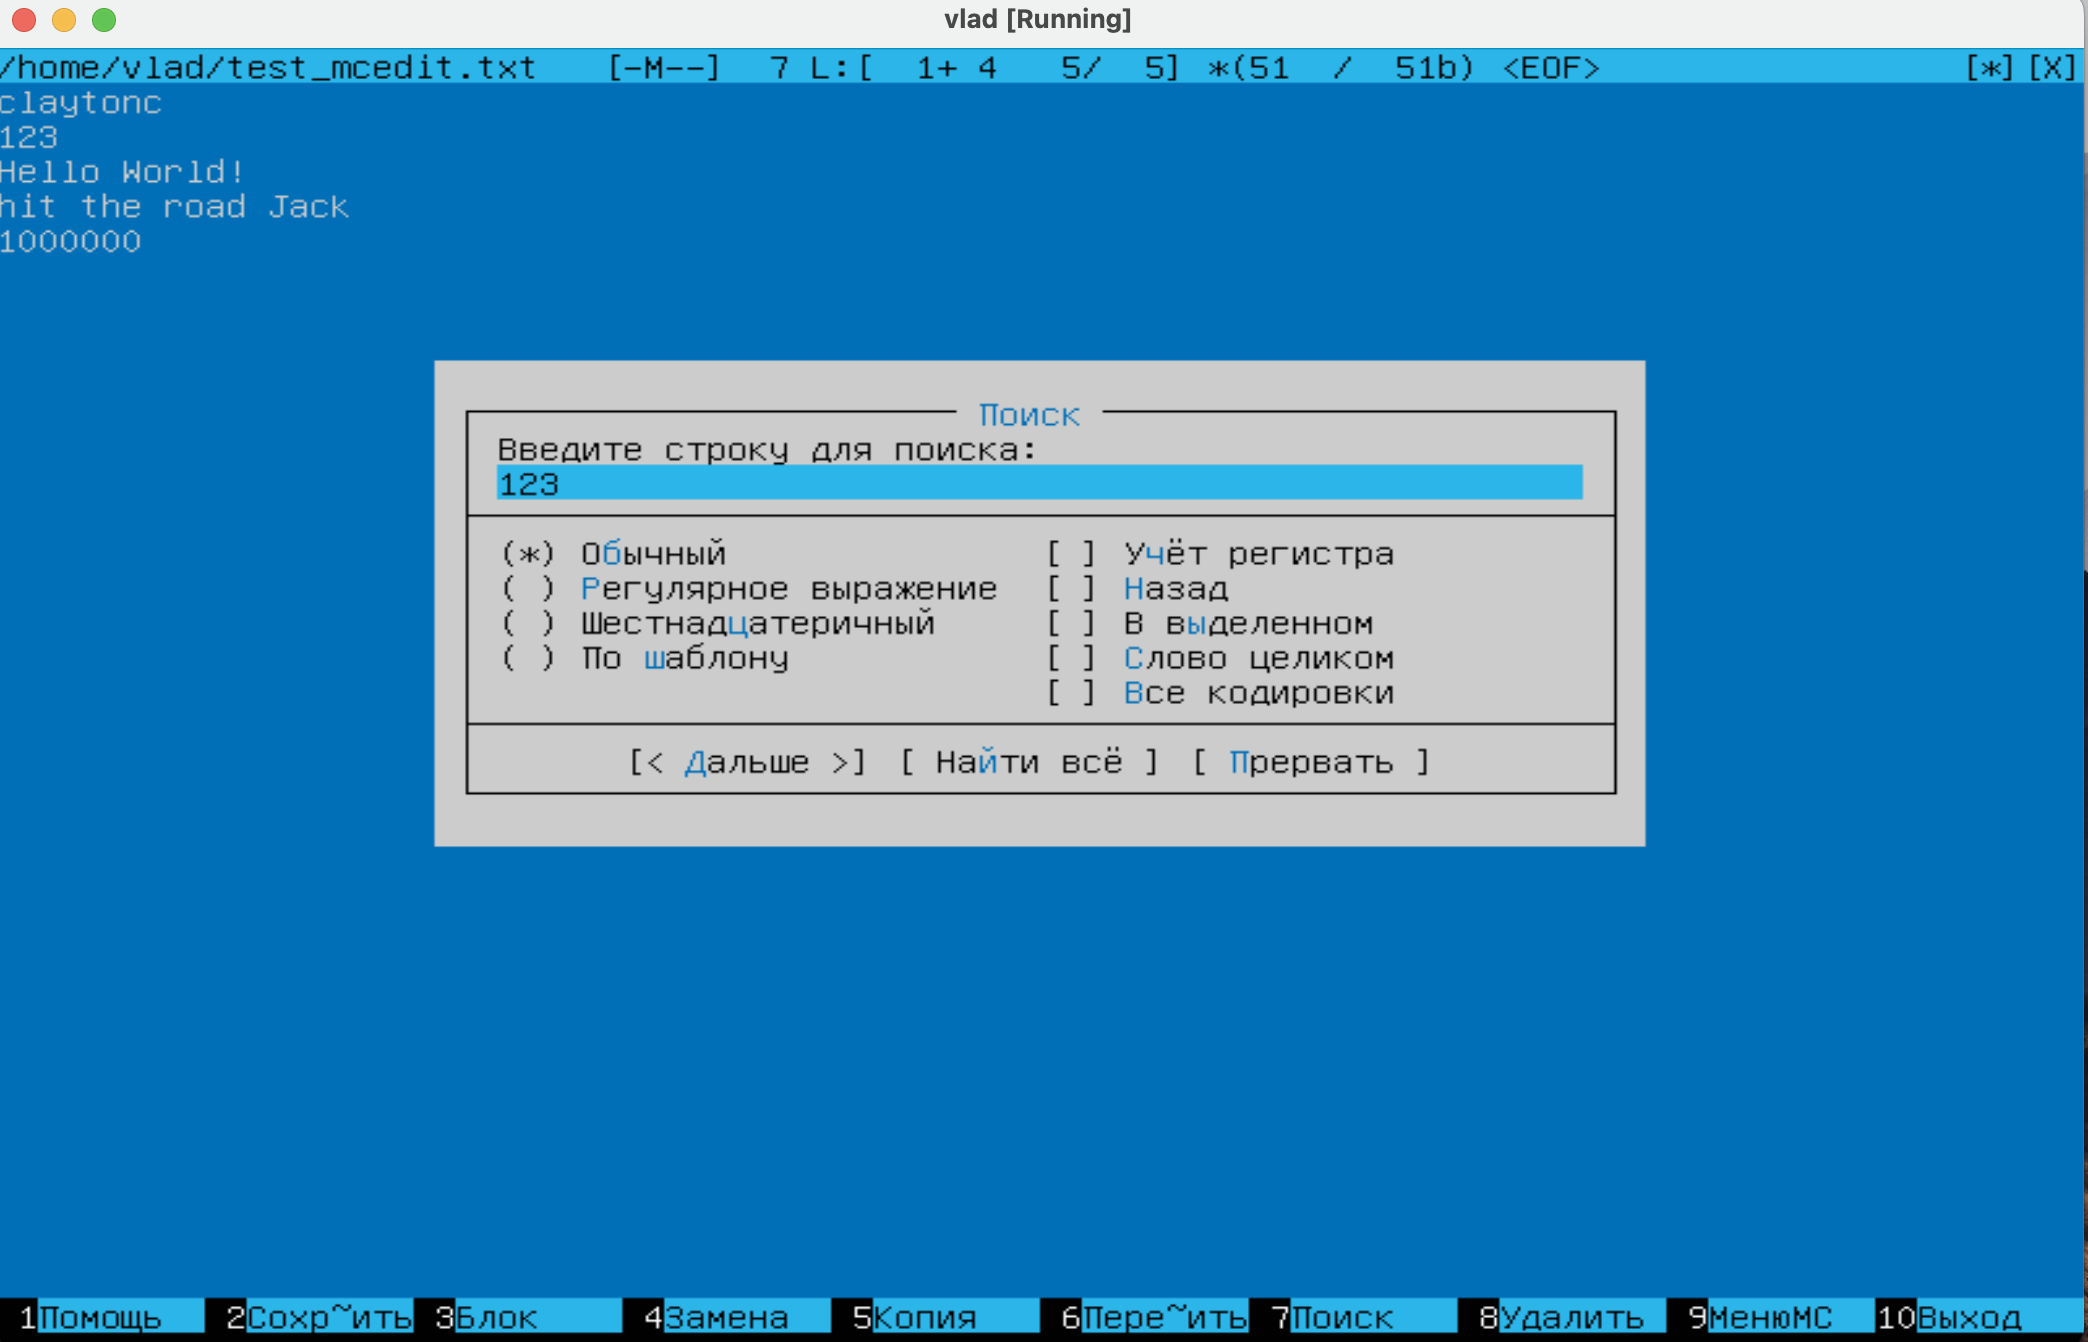 vlad [Running]
/home/vlad/test_mcedit.txt [-M--] 7 L:[ 1+ 4 5/ 5] *(51 / 51b) <EOF> [*][X]
claytonc
123
Hello World!
hit the road Jack
1000000
Поиск
Введите строку для поиска:
123
(*) Обычный [ ] Учёт регистра
( ) Регулярное выражение [ ] Назад
( ) Шестнадцатеричный [ ] В выделенном
( ) По шаблону [ ] Слово целиком
[ ] Все кодировки
[< Дальше >] [ Найти всё ] [ Прервать ]
1Помощь 2Сохр~ить 3Блок 4Замена 5Копия 6Пере~ить 7Поиск 8Удалить 9МенюMC 10Выход